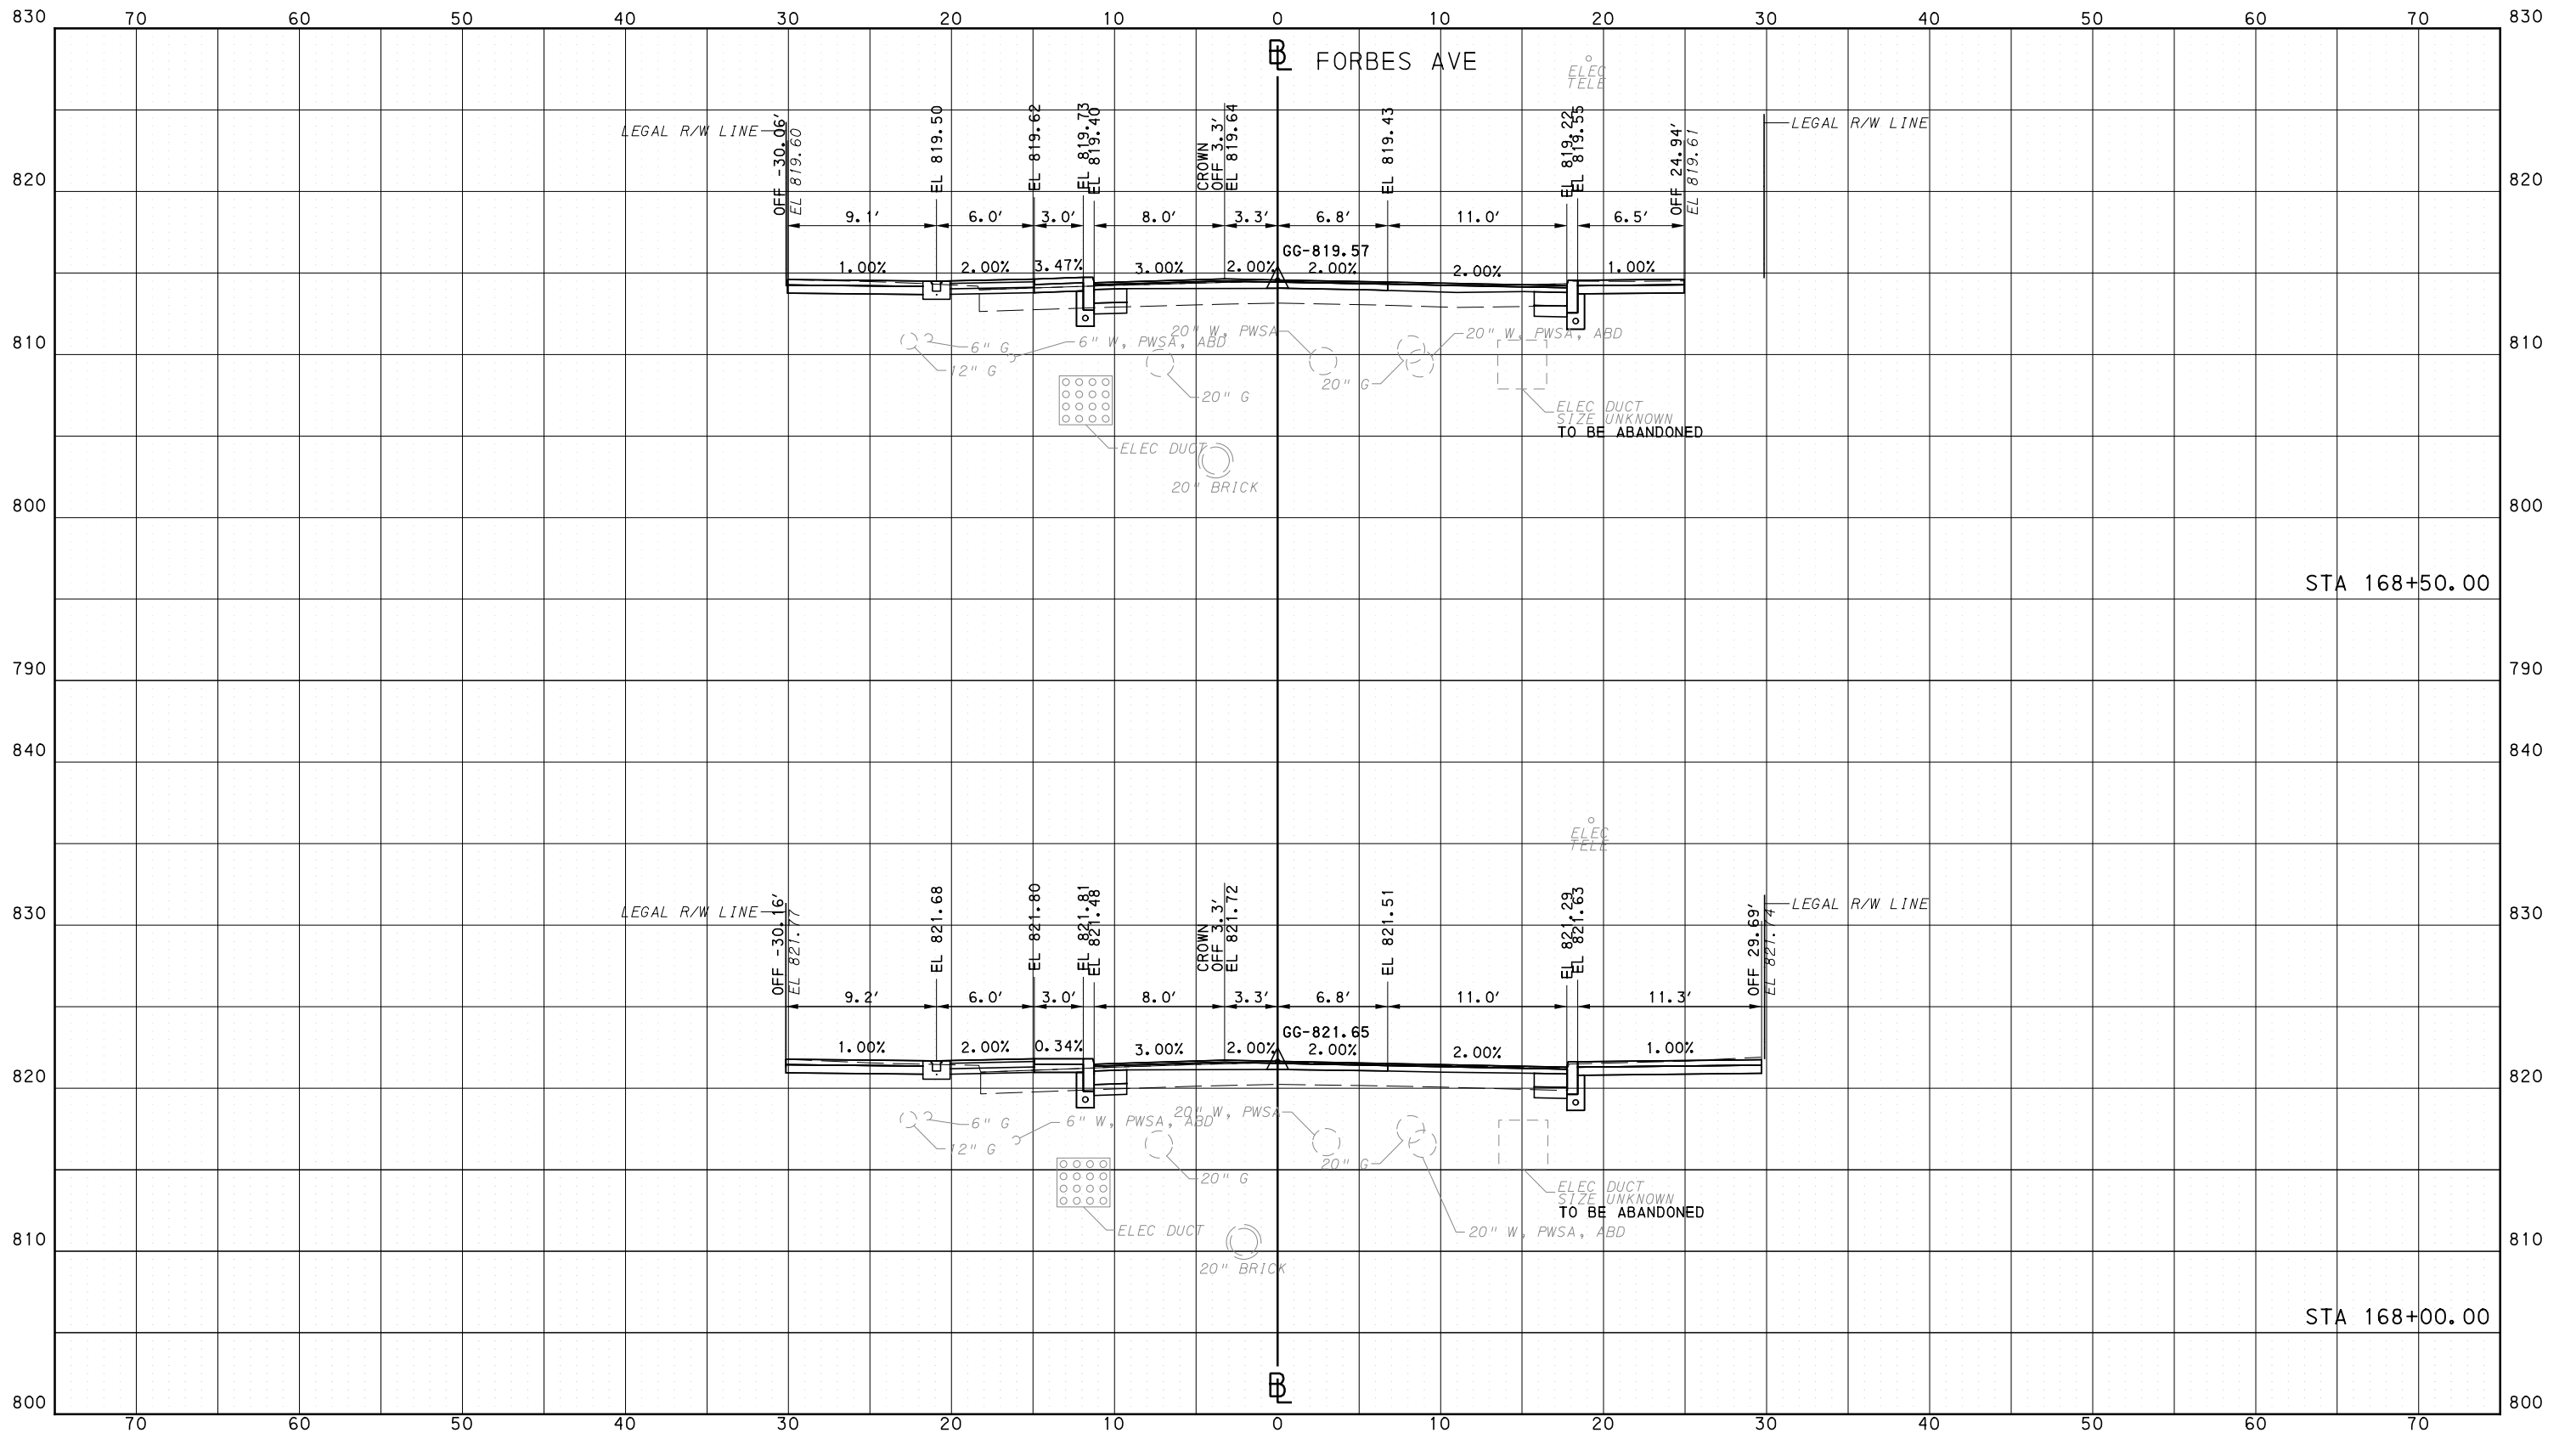 70 60 50 40 30 20 10 0 10 20 30 40 50 60 70
830 830
BL FORBES AVE
ELEC
TELE
LEGAL R/W LINE
OFF -30.06'
EL 819.60
EL 819.50
EL 819.62
EL 819.73
EL 819.40
CROWN
OFF 3.3'
EL 819.64
EL 819.43
EL 819.22
EL 819.55
OFF 24.94'
EL 819.61
LEGAL R/W LINE
820 820
9.1' 6.0' 3.0' 8.0' 3.3' 6.8' 11.0' 6.5'
GG-819.57
1.00% 2.00% 3.47% 3.00% 2.00% 2.00% 2.00% 1.00%
810 810
6" G
12" G
6" W, PWSA, ABD
20" W, PWSA
20" G
20" G
20" W, PWSA, ABD
ELEC DUCT
SIZE UNKNOWN
TO BE ABANDONED
ELEC DUCT
20" BRICK
800 800
STA 168+50.00
790 790
840 840
ELEC
TELE
LEGAL R/W LINE
OFF -30.16'
EL 821.77
EL 821.68
EL 821.80
EL 821.81
EL 821.48
CROWN
OFF 3.3'
EL 821.72
EL 821.51
EL 821.29
EL 821.63
OFF 29.69'
EL 821.74
LEGAL R/W LINE
830 830
9.2' 6.0' 3.0' 8.0' 3.3' 6.8' 11.0' 11.3'
GG-821.65
1.00% 2.00% 0.34% 3.00% 2.00% 2.00% 2.00% 1.00%
820 820
6" G
12" G
6" W, PWSA, ABD
20" W, PWSA
20" G
20" G
ELEC DUCT
SIZE UNKNOWN
TO BE ABANDONED
20" W, PWSA, ABD
ELEC DUCT
20" BRICK
810 810
STA 168+00.00
BL
800 800
70 60 50 40 30 20 10 0 10 20 30 40 50 60 70